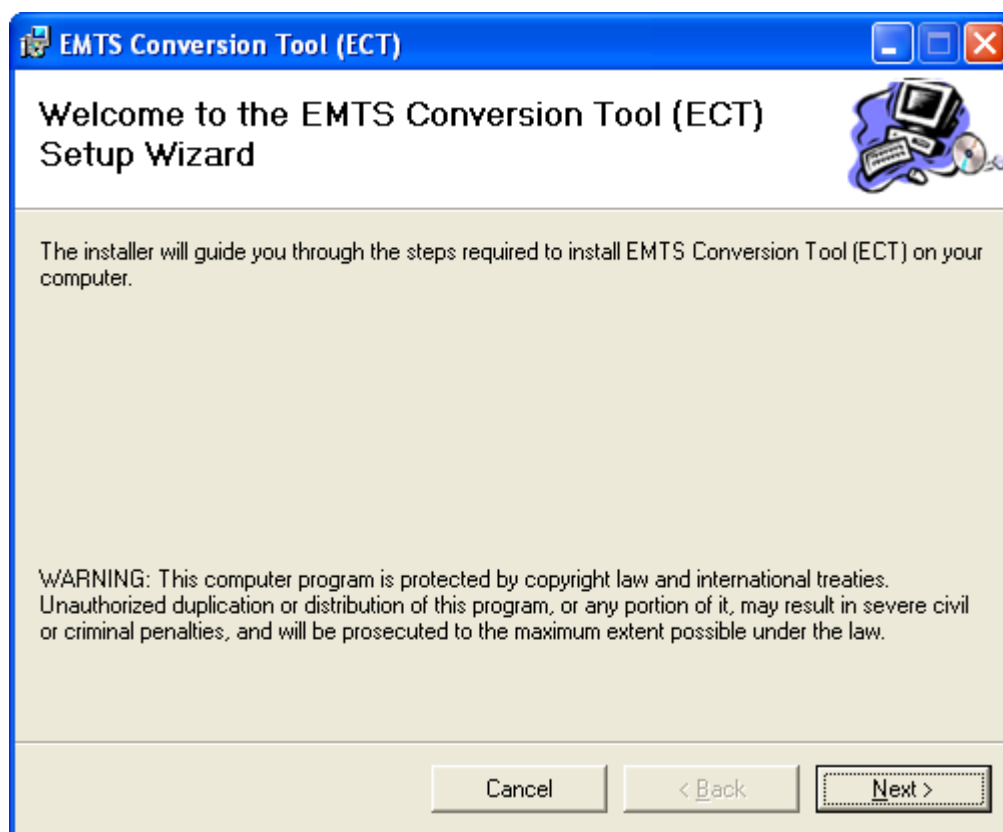 EMTS Conversion Tool (ECT)
Welcome to the EMTS Conversion Tool (ECT)
Setup Wizard
The installer will guide you through the steps required to install EMTS Conversion Tool (ECT) on your
computer.
WARNING: This computer program is protected by copyright law and international treaties.
Unauthorized duplication or distribution of this program, or any portion of it, may result in severe civil
or criminal penalties, and will be prosecuted to the maximum extent possible under the law.
Cancel
< Back
Next >